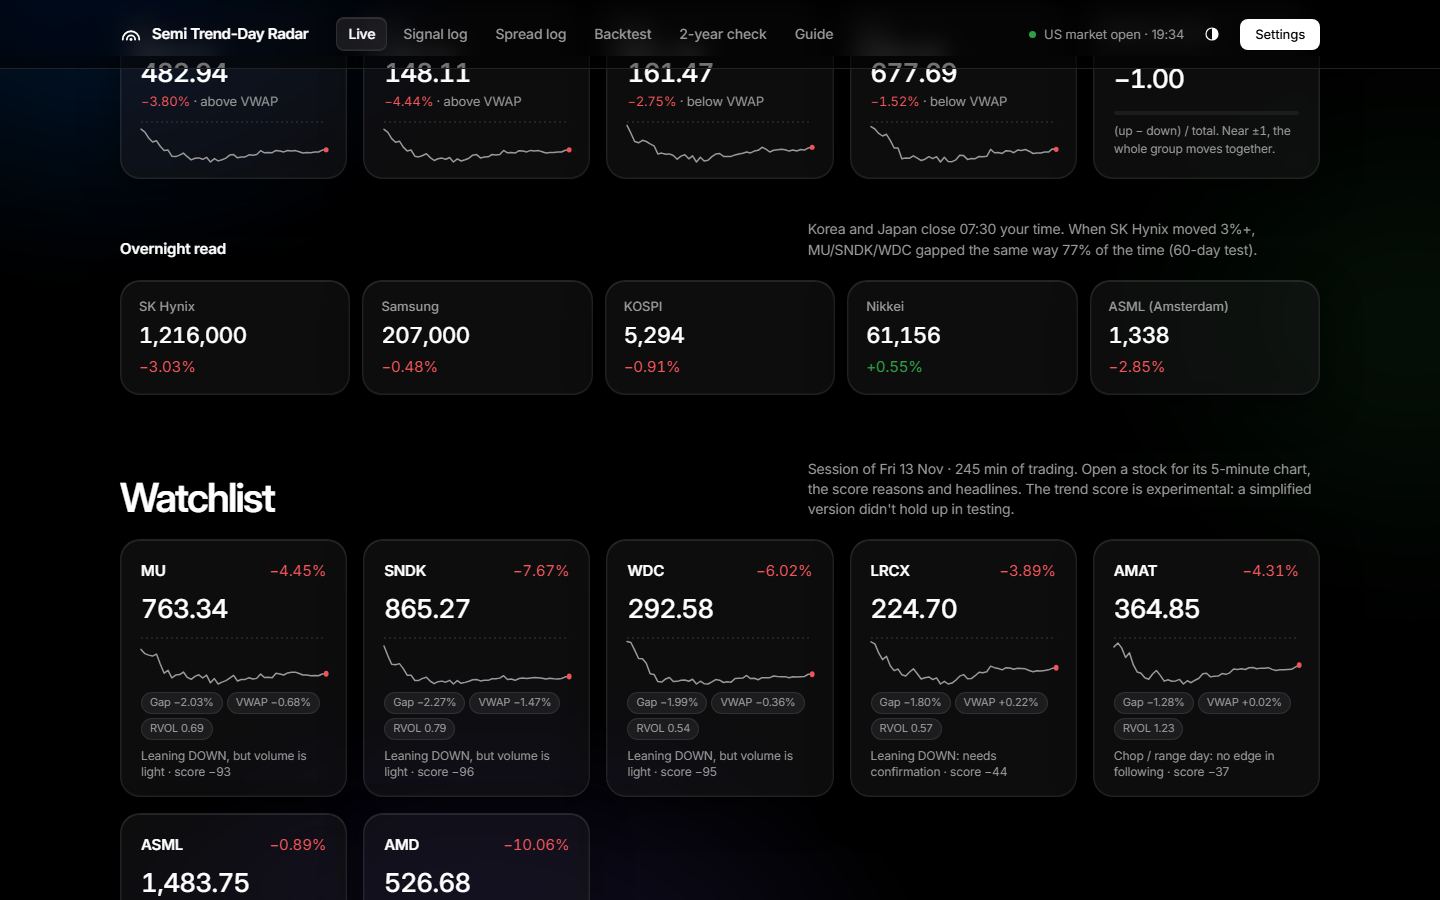 Semi Trend-Day Radar
Live
Signal log
Spread log
Backtest
2-year check
Guide
US market open · 19:34
Settings
482.94
−3.80% · above VWAP
148.11
−4.44% · above VWAP
161.47
−2.75% · below VWAP
677.69
−1.52% · below VWAP
−1.00
(up − down) / total. Near ±1, the
whole group moves together.
Overnight read
Korea and Japan close 07:30 your time. When SK Hynix moved 3%+,
MU/SNDK/WDC gapped the same way 77% of the time (60-day test).
SK Hynix
1,216,000
−3.03%
Samsung
207,000
−0.48%
KOSPI
5,294
−0.91%
Nikkei
61,156
+0.55%
ASML (Amsterdam)
1,338
−2.85%
Watchlist
Session of Fri 13 Nov · 245 min of trading. Open a stock for its 5-minute chart,
the score reasons and headlines. The trend score is experimental: a simplified
version didn't hold up in testing.
MU
−4.45%
763.34
Gap −2.03%
VWAP −0.68%
RVOL 0.69
Leaning DOWN, but volume is
light · score −93
SNDK
−7.67%
865.27
Gap −2.27%
VWAP −1.47%
RVOL 0.79
Leaning DOWN, but volume is
light · score −96
WDC
−6.02%
292.58
Gap −1.99%
VWAP −0.36%
RVOL 0.54
Leaning DOWN, but volume is
light · score −95
LRCX
−3.89%
224.70
Gap −1.80%
VWAP +0.22%
RVOL 0.57
Leaning DOWN: needs
confirmation · score −44
AMAT
−4.31%
364.85
Gap −1.28%
VWAP +0.02%
RVOL 1.23
Chop / range day: no edge in
following · score −37
ASML
−0.89%
1,483.75
AMD
−10.06%
526.68